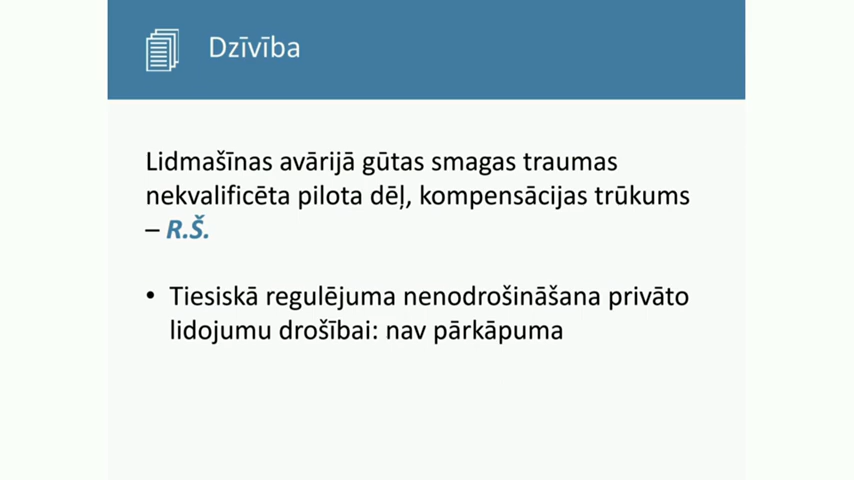 Dzīvība
Lidmašīnas avārijā gūtas smagas traumas
nekvalificēta pilota dēļ, kompensācijas trūkums
– R.Š.
• Tiesiskā regulējuma nenodrošināšana privāto
lidojumu drošībai: nav pārkāpuma